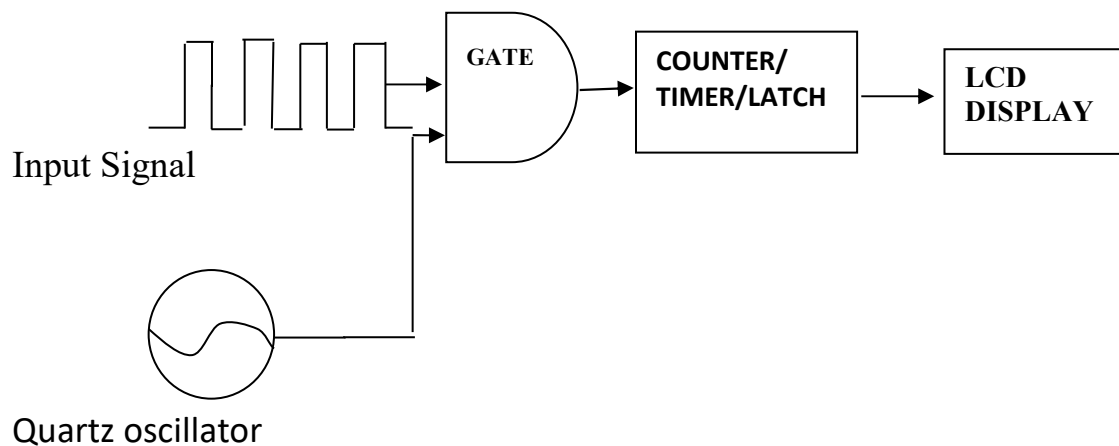 GATE
COUNTER/
TIMER/LATCH
LCD
DISPLAY
Input Signal
Quartz oscillator